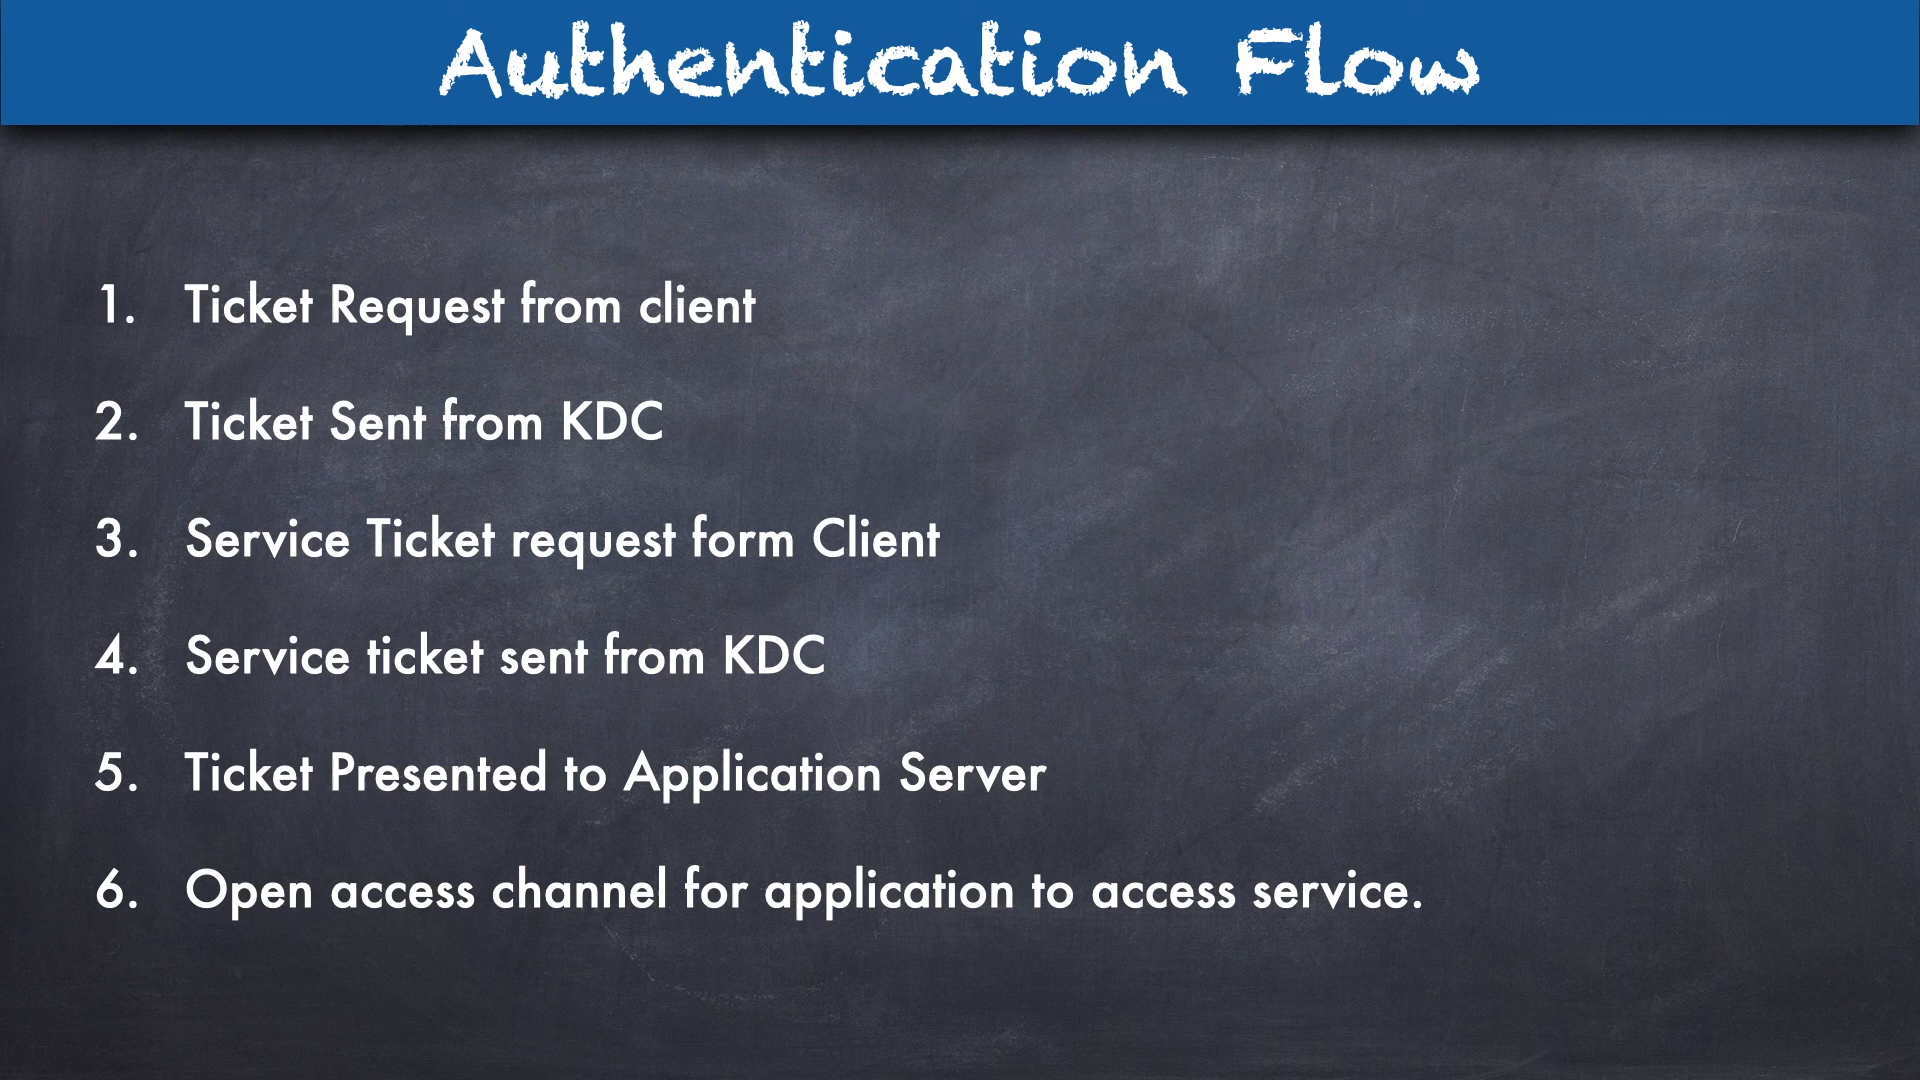 Authentication Flow
1. Ticket Request from client
2. Ticket Sent from KDC
3. Service Ticket request form Client
4. Service ticket sent from KDC
5. Ticket Presented to Application Server
6. Open access channel for application to access service.